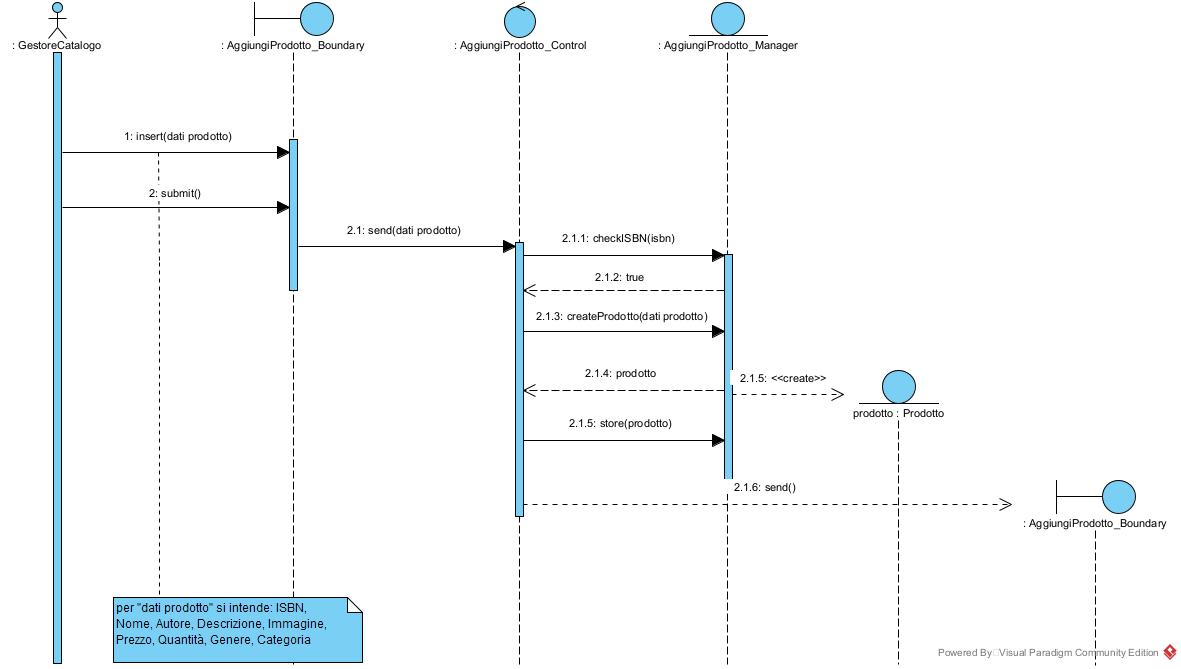 : GestoreCatalogo
: AggiungiProdotto_Boundary
: AggiungiProdotto_Control
: AggiungiProdotto_Manager
1: insert(dati prodotto)
2: submit()
2.1: send(dati prodotto)
2.1.1: checkISBN(isbn)
2.1.2: true
2.1.3: createProdotto(dati prodotto)
2.1.4: prodotto
2.1.5: <<create>>
prodotto : Prodotto
2.1.5: store(prodotto)
2.1.6: send()
: AggiungiProdotto_Boundary
per "dati prodotto" si intende: ISBN,
Nome, Autore, Descrizione, Immagine,
Prezzo, Quantità, Genere, Categoria
Powered By Visual Paradigm Community Edition